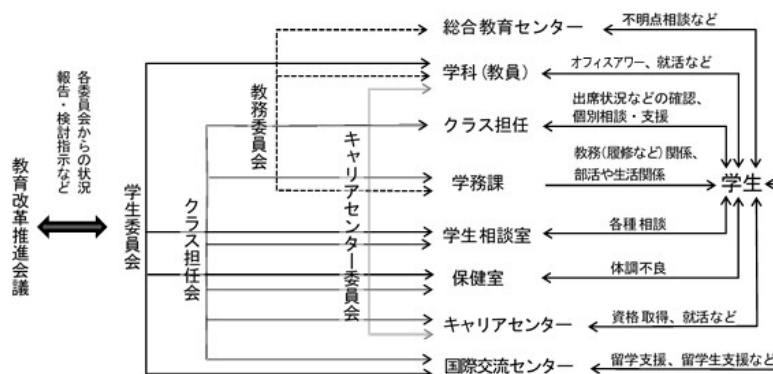 総合教育センター
不明点相談など
学科(教員)
オフィスアワー、就活など
出席状況などの確認、
個別相談・支援
クラス担任
教務(履修など)関係、
部活や生活関係
学務課
学生
学生相談室
各種相談
保健室
体調不良
キャリアセンター
資格取得、就活など
国際交流センター
留学支援、留学生支援など
教務委員会
キャリアセンター委員会
クラス担任会
学生委員会
各委員会からの状況
報告・検討指示など
教育改革推進会議